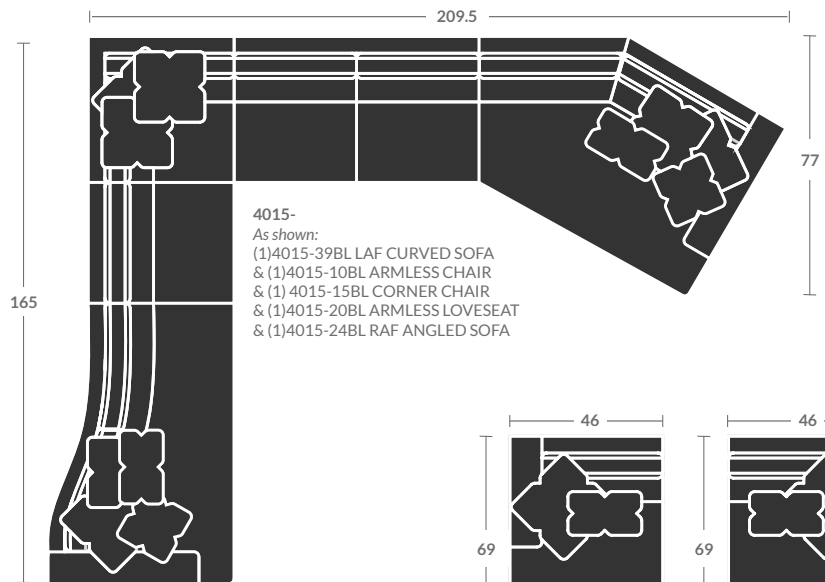 209.5
77
165
4015-
As shown:
(1)4015-39BL LAF CURVED SOFA
& (1)4015-10BL ARMLESS CHAIR
& (1) 4015-15BL CORNER CHAIR
& (1)4015-20BL ARMLESS LOVESEAT
& (1)4015-24BL RAF ANGLED SOFA
46
46
69
69